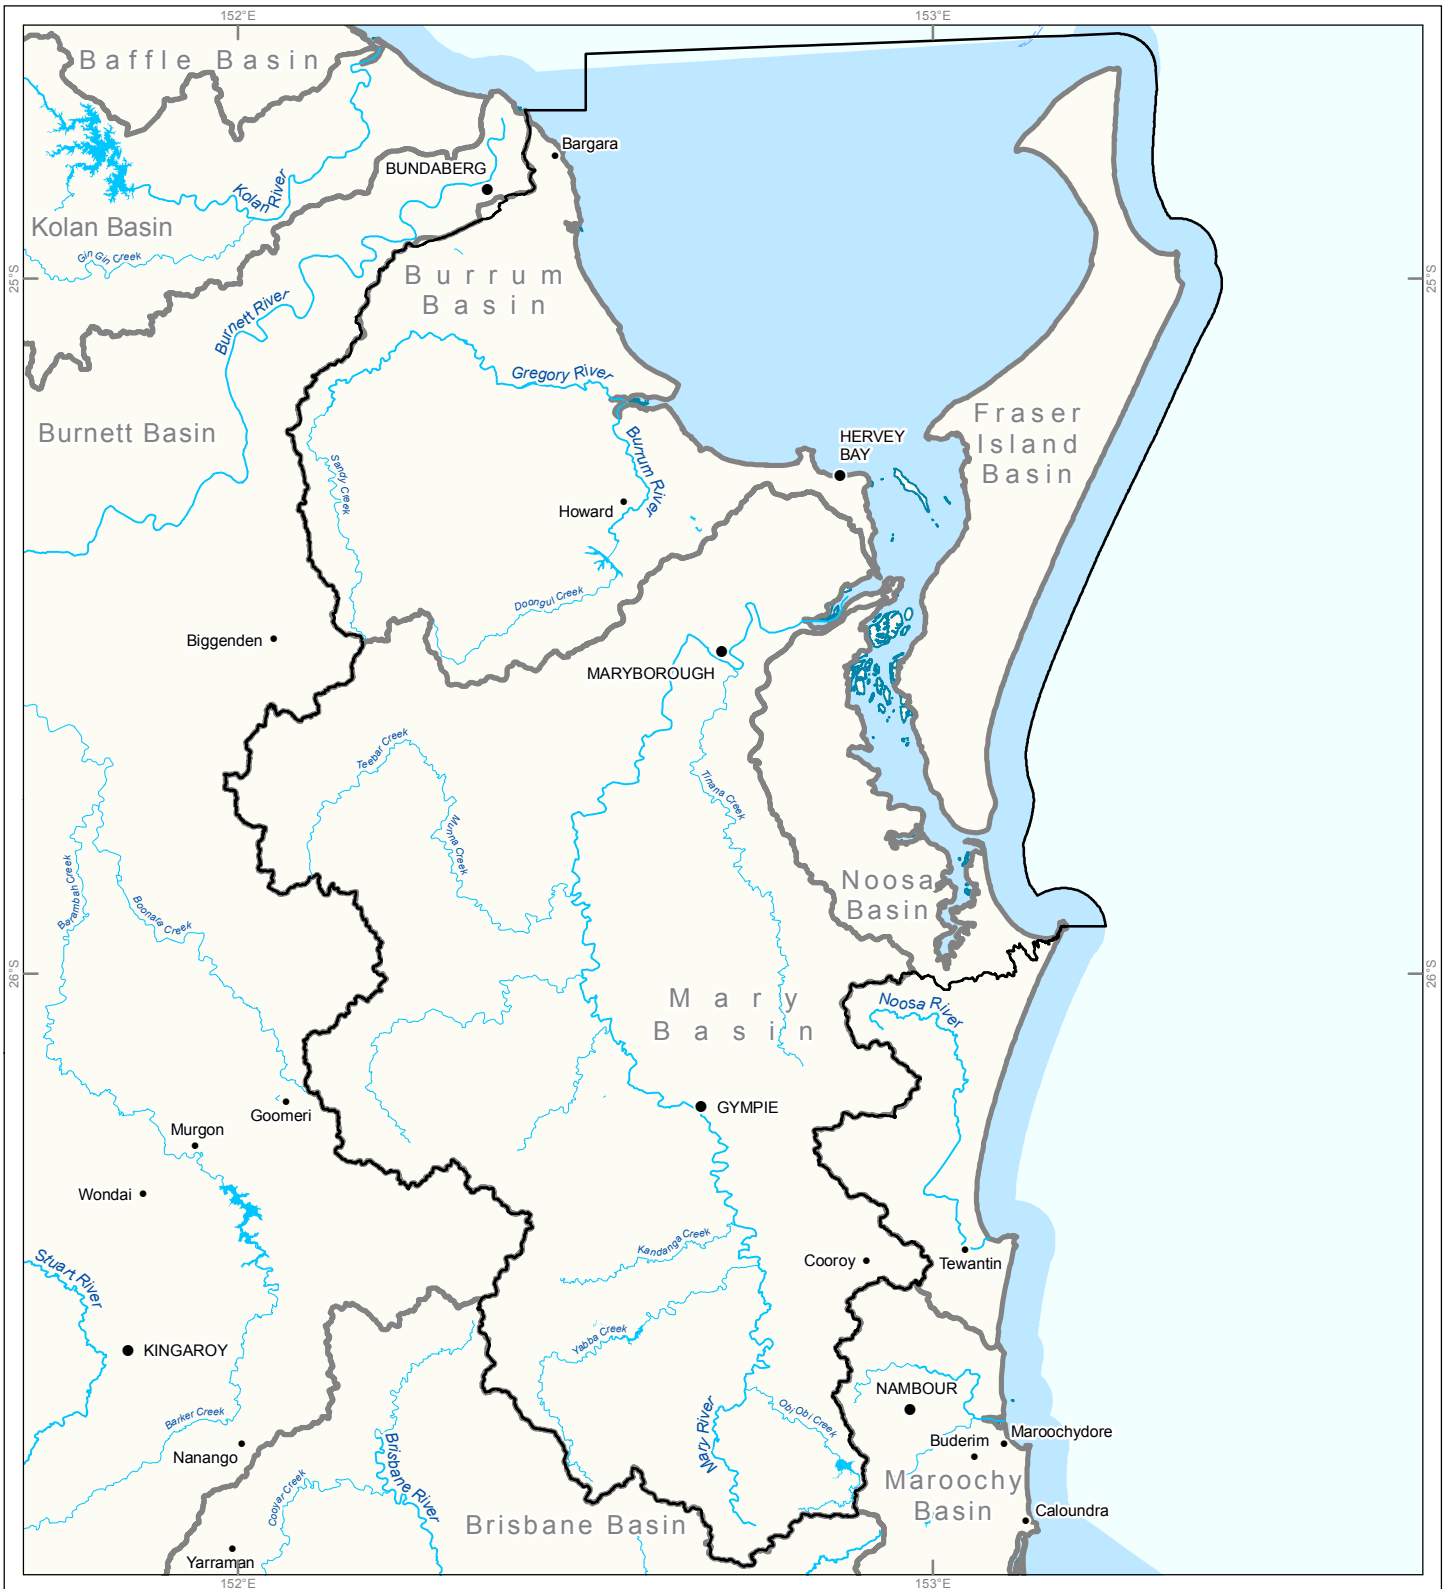 152°E
153°E
Baffle Basin
Bargara
BUNDABERG
Kolan River
Kolan Basin
Gin Gin Creek
25°S
25°S
Burrum
Basin
Burnett River
Gregory River
Fraser
Island
Basin
Burnett Basin
HERVEY
BAY
Burrum River
Sandy Creek
Howard
Doongul Creek
Biggenden
MARYBOROUGH
Teebar Creek
Tinana Creek
Munna Creek
Barambah Creek
Boonara Creek
Noosa
Basin
26°S
26°S
Mary
Basin
Noosa River
Goomeri
GYMPIE
Murgon
Wondai
Kandanga Creek
Cooroy
Tewantin
Stuart River
KINGAROY
Yabba Creek
NAMBOUR
Obi Obi Creek
Mary River
Barker Creek
Maroochydore
Buderim
Nanango
Brisbane River
Maroochy
Basin
Cooyar Creek
Caloundra
Brisbane Basin
Yarraman
152°E
153°E